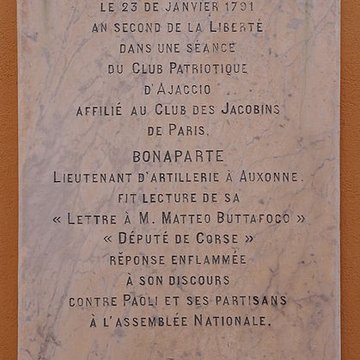 LE 23 DE JANVIER 1791
AN SECOND DE LA LIBERTÉ
DANS UNE SÉANCE
DU CLUB PATRIOTIQUE
D'AJACCIO
AFFILIÉ AU CLUB DES JACOBINS
DE PARIS,
BONAPARTE
LIEUTENANT D'ARTILLERIE À AUXONNE.
FIT LECTURE DE SA
« LETTRE À M. MATTEO BUTTAFOCO »
« DÉPUTÉ DE CORSE »
RÉPONSE ENFLAMMÉE
À SON DISCOURS
CONTRE PAOLI ET SES PARTISANS
À L'ASSEMBLÉE NATIONALE.